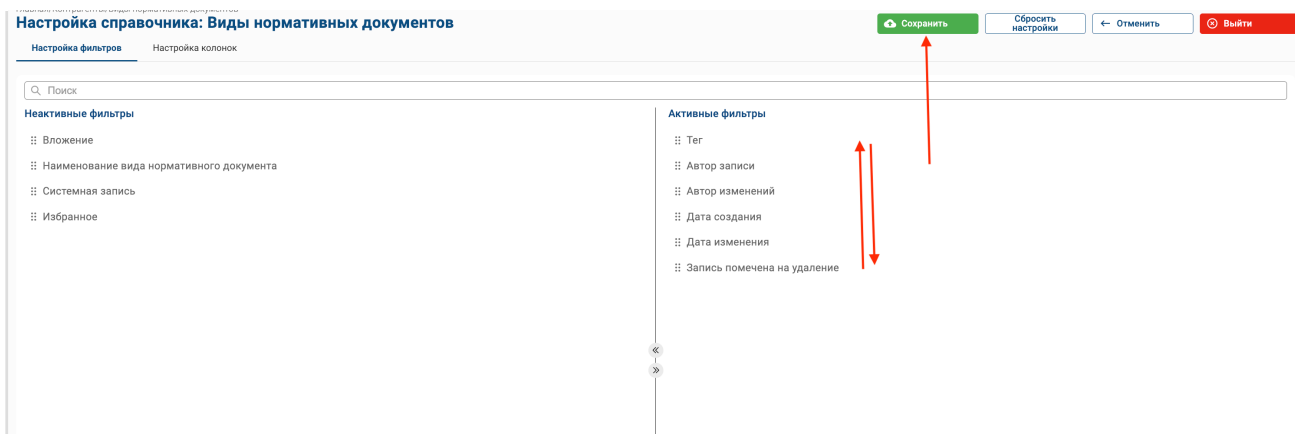 Настройка справочника: Виды нормативных документов
Сохранить
Сбросить
настройки
Отменить
Выйти
Настройка фильтров
Настройка колонок
Поиск
Неактивные фильтры
Активные фильтры
Вложение
Тег
Наименование вида нормативного документа
Автор записи
Системная запись
Автор изменений
Избранное
Дата создания
Дата изменения
Запись помечена на удаление